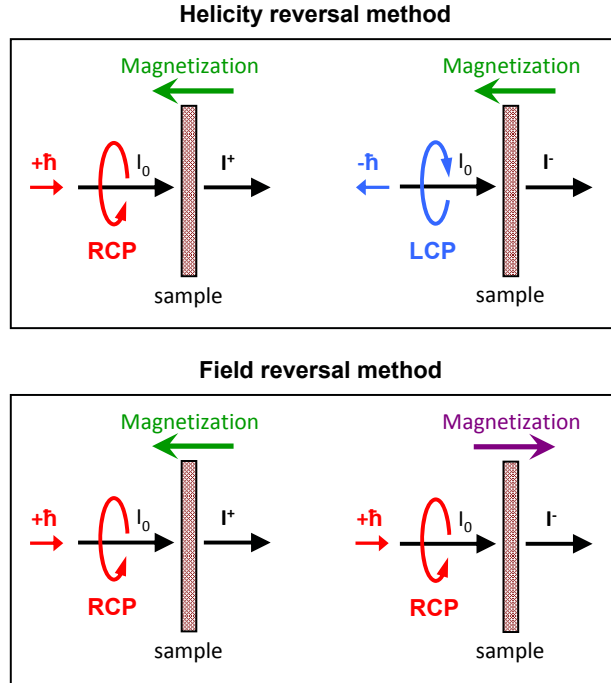 Helicity reversal method
Magnetization
Magnetization
+ħ
I0
I+
-ħ
I0
I-
RCP
LCP
sample
sample
Field reversal method
Magnetization
Magnetization
+ħ
I0
I+
+ħ
I0
I-
RCP
RCP
sample
sample